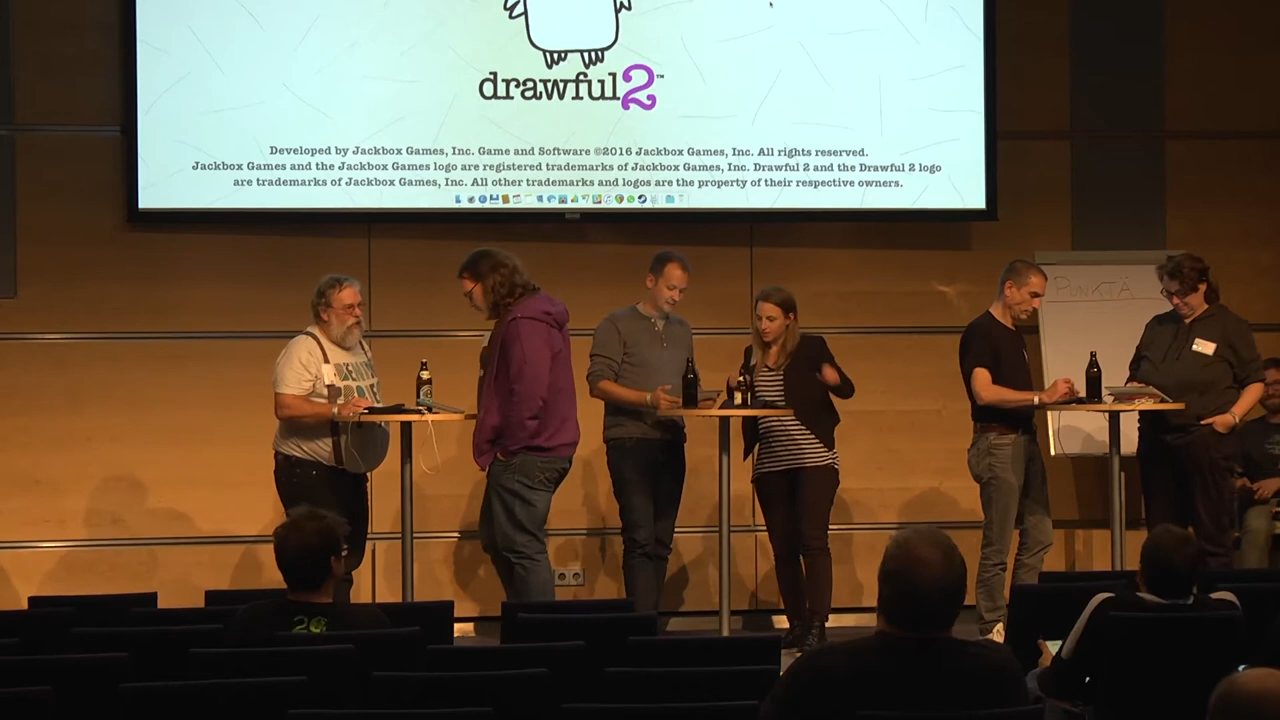 drawful2™
Developed by Jackbox Games, Inc. Game and Software ©2016 Jackbox Games, Inc. All rights reserved.
Jackbox Games and the Jackbox Games logo are registered trademarks of Jackbox Games, Inc. Drawful 2 and the Drawful 2 logo
are trademarks of Jackbox Games, Inc. All other trademarks and logos are the property of their respective owners.
PUNKTÄ